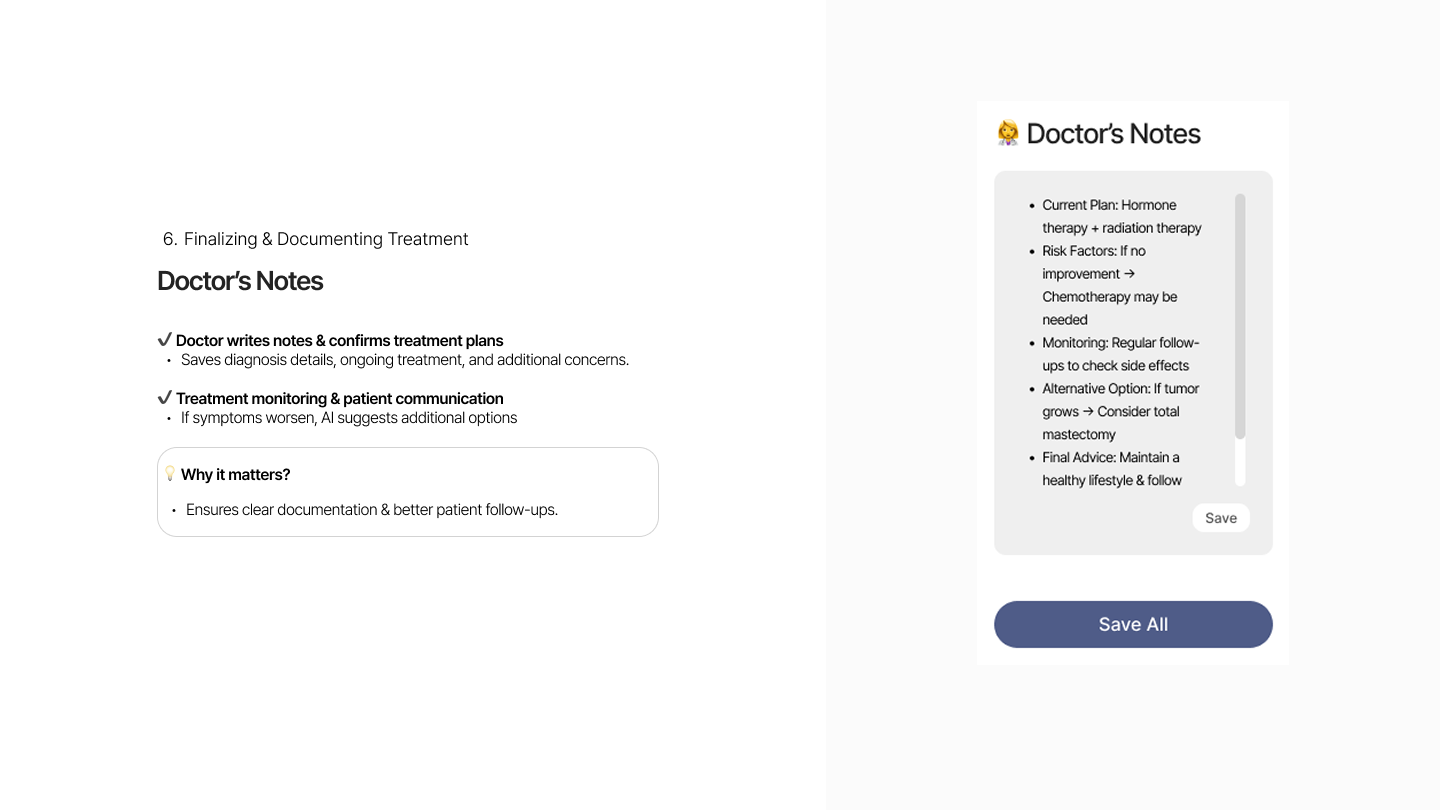 6. Finalizing & Documenting Treatment
Doctor's Notes
✔ Doctor writes notes & confirms treatment plans
• Saves diagnosis details, ongoing treatment, and additional concerns.
✔ Treatment monitoring & patient communication
• If symptoms worsen, AI suggests additional options
💡 Why it matters?
• Ensures clear documentation & better patient follow-ups.
👩‍⚕️ Doctor's Notes
• Current Plan: Hormone
therapy + radiation therapy
• Risk Factors: If no
improvement →
Chemotherapy may be
needed
• Monitoring: Regular follow-
ups to check side effects
• Alternative Option: If tumor
grows → Consider total
mastectomy
• Final Advice: Maintain a
healthy lifestyle & follow
Save
Save All